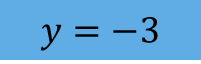 y = −3